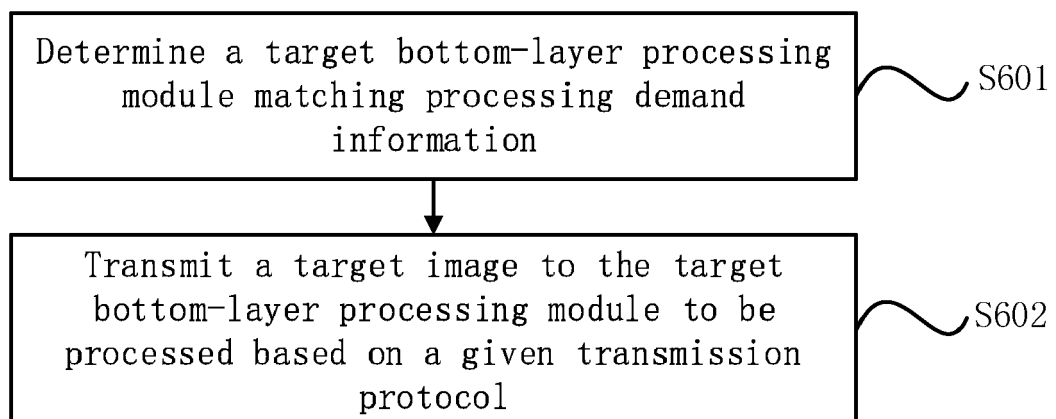 Determine a target bottom-layer processing
module matching processing demand
information
S601
Transmit a target image to the target
bottom-layer processing module to be
processed based on a given transmission
protocol
S602